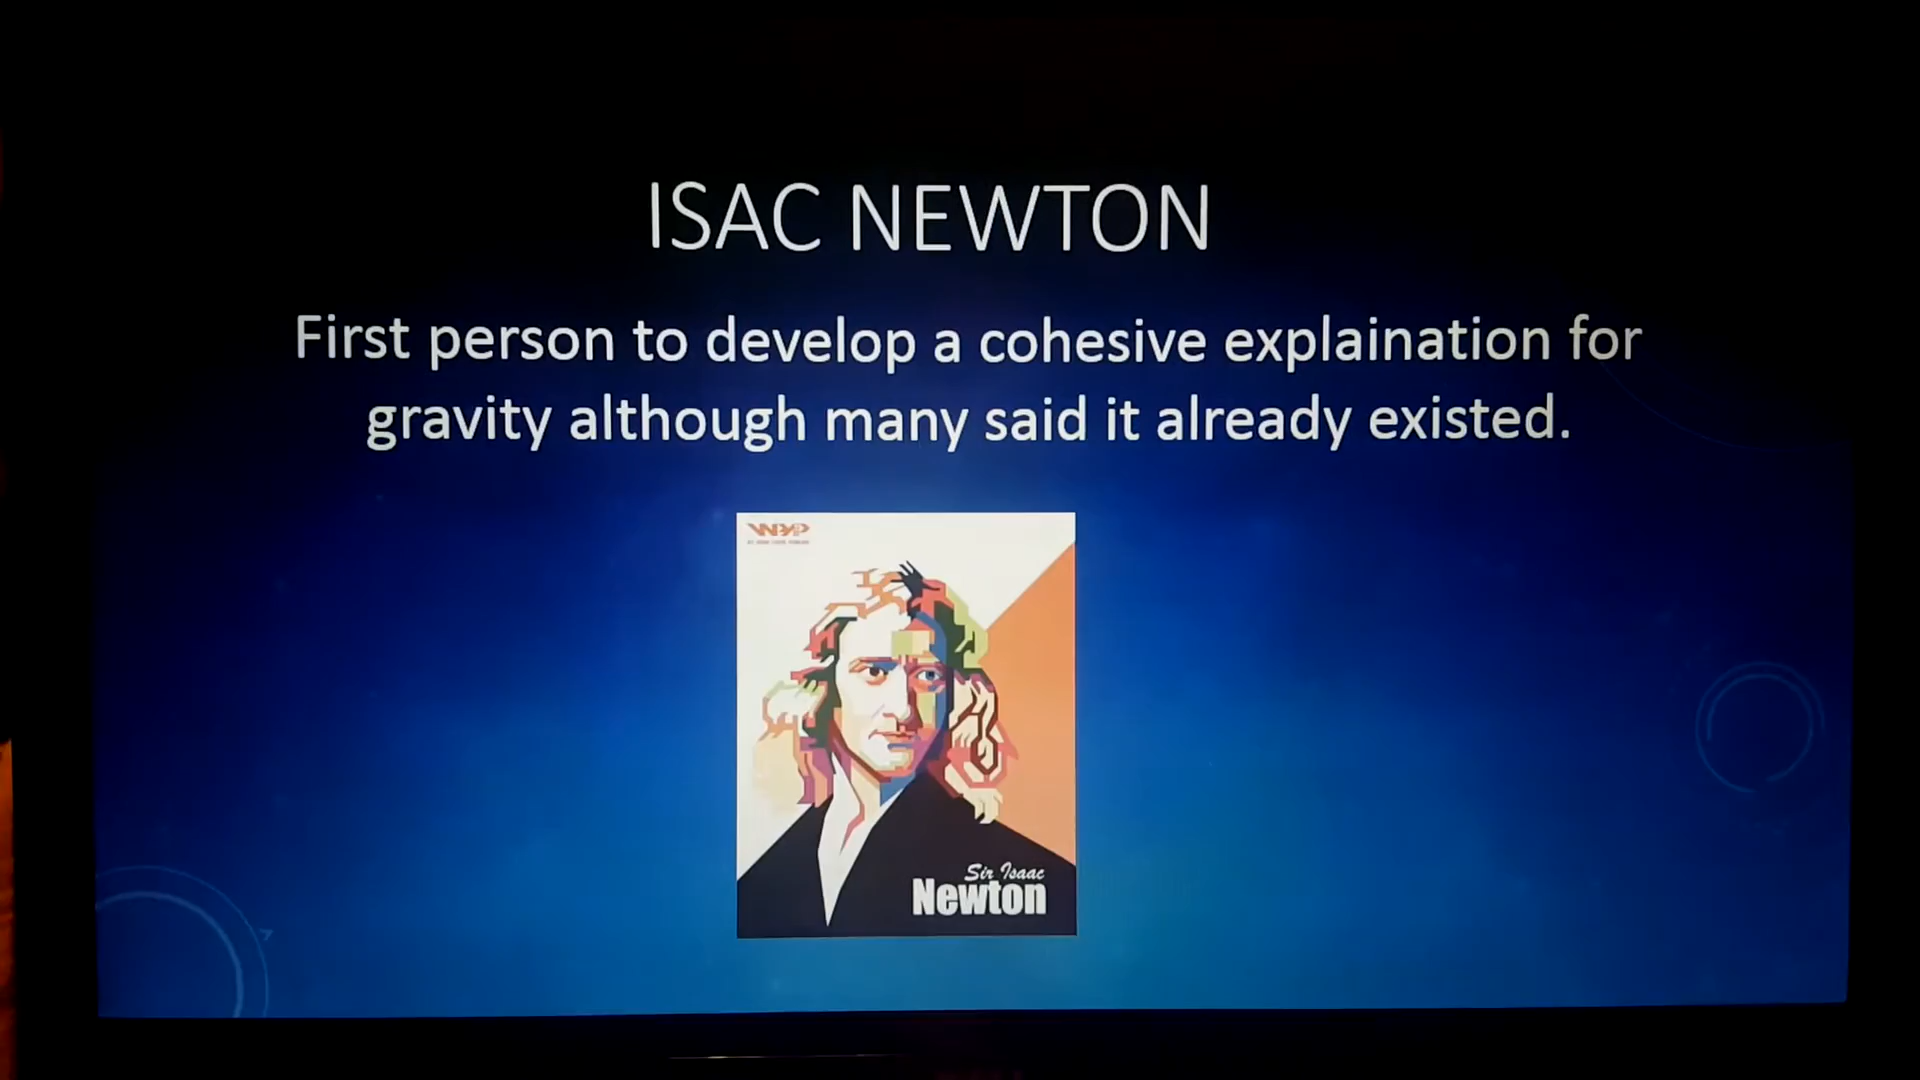 ISAC NEWTON
First person to develop a cohesive explaination for
gravity although many said it already existed.
Sir Isaac
Newton